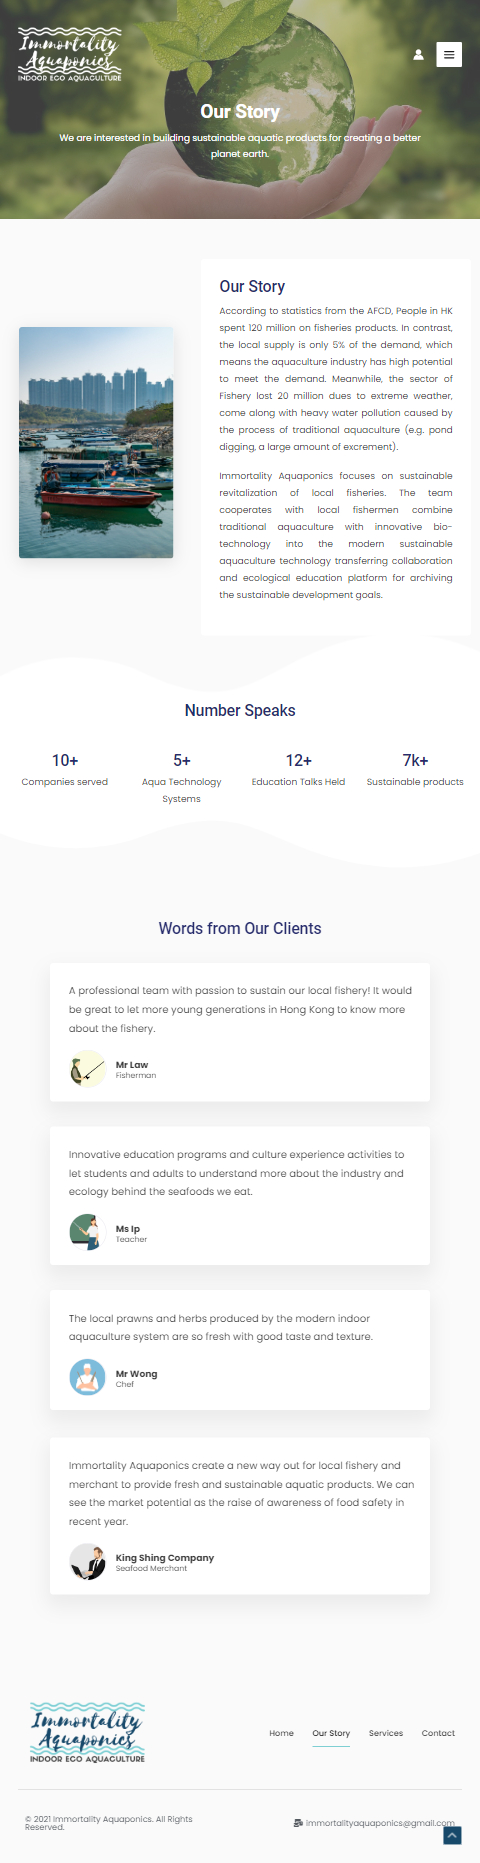 Immortality
Aquaponics
INDOOR ECO AQUACULTURE
Our Story
We are interested in building sustainable aquatic products for creating a better
planet earth.
Our Story
According to statistics from the AFCD, People in HK
spent 120 million on fisheries products. In contrast,
the local supply is only 5% of the demand, which
means the aquaculture industry has high potential
to meet the demand. Meanwhile, the sector of
Fishery lost 20 million dues to extreme weather,
come along with heavy water pollution caused by
the process of traditional aquaculture (e.g. pond
digging, a large amount of excrement).
Immortality Aquaponics focuses on sustainable
revitalization of local fisheries. The team
cooperates with local fishermen combine
traditional aquaculture with innovative bio-
technology into the modern sustainable
aquaculture technology transferring collaboration
and ecological education platform for archiving
the sustainable development goals.
Number Speaks
10+
Companies served
5+
Aqua Technology
Systems
12+
Education Talks Held
7k+
Sustainable products
Words from Our Clients
A professional team with passion to sustain our local fishery! It would
be great to let more young generations in Hong Kong to know more
about the fishery.
Mr Law
Fisherman
Innovative education programs and culture experience activities to
let students and adults to understand more about the industry and
ecology behind the seafoods we eat.
Ms Ip
Teacher
The local prawns and herbs produced by the modern indoor
aquaculture system are so fresh with good taste and texture.
Mr Wong
Chef
Immortality Aquaponics create a new way out for local fishery and
merchant to provide fresh and sustainable aquatic products. We can
see the market potential as the raise of awareness of food safety in
recent year.
King Shing Company
Seafood Merchant
Immortality
Aquaponics
INDOOR ECO AQUACULTURE
Home Our Story Services Contact
© 2021 Immortality Aquaponics. All Rights
Reserved.
immortalityaquaponics@gmail.com